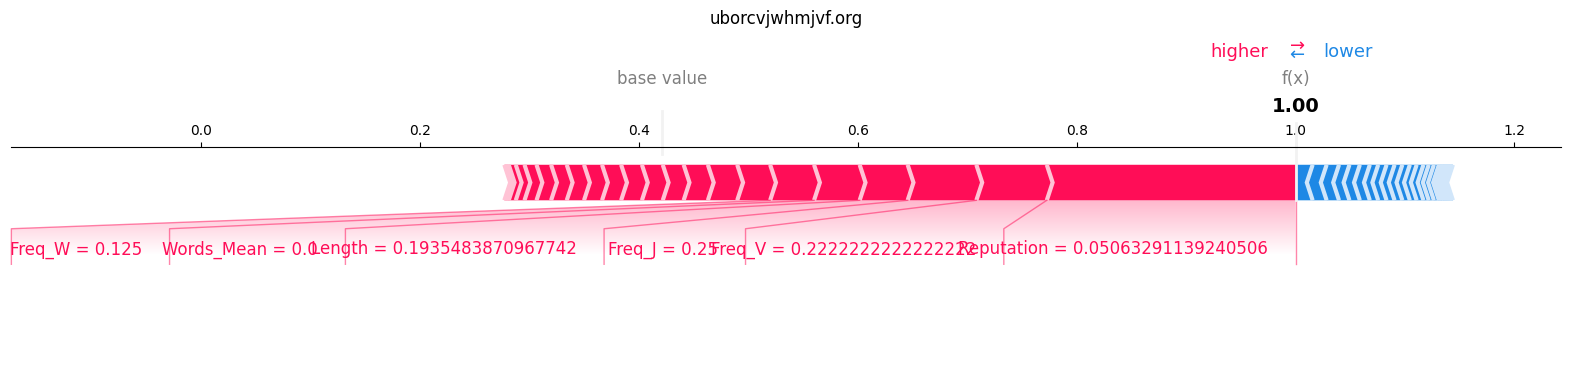 uborcvjwhmjvf.org
higher ⇄ lower
base value f(x)
1.00
0.0 0.2 0.4 0.6 0.8 1.0 1.2
Freq_W = 0.125 Words_Mean = 0.0 Length = 0.1935483870967742 Freq_J = 0.25 Freq_V = 0.2222222222222222 Reputation = 0.05063291139240506